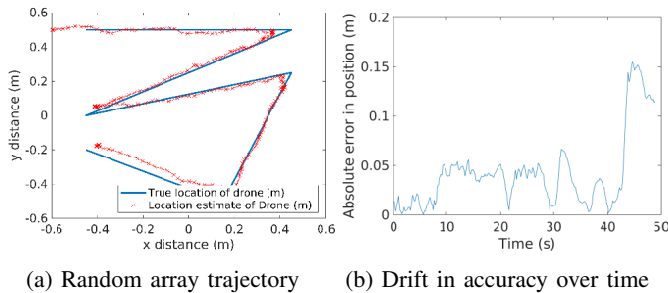 0.6
0.4
0.2
0
-0.2
-0.4
-0.6
y distance (m)
True location of drone (m)
Location estimate of Drone (m)
-0.6 -0.4 -0.2 0 0.2 0.4 0.6
x distance (m)
(a) Random array trajectory
0.2
0.15
0.1
0.05
0
Absolute error in position (m)
0 10 20 30 40 50
Time (s)
(b) Drift in accuracy over time